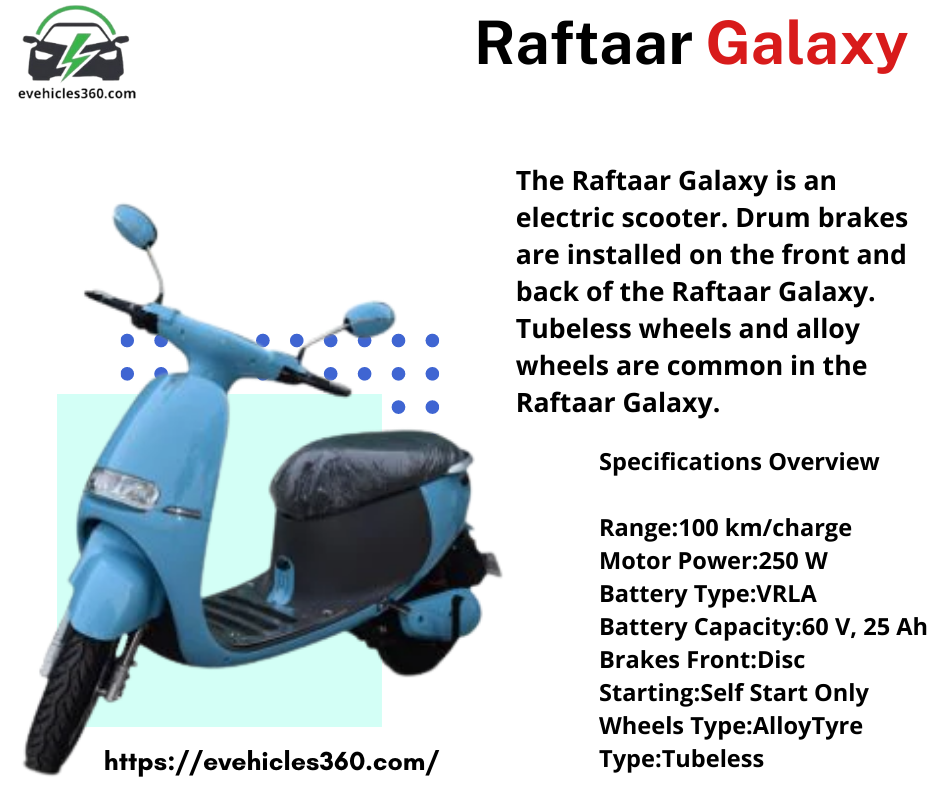 evehicles360.com
Raftaar Galaxy
The Raftaar Galaxy is an
electric scooter. Drum brakes
are installed on the front and
back of the Raftaar Galaxy.
Tubeless wheels and alloy
wheels are common in the
Raftaar Galaxy.
Specifications Overview
Range:100 km/charge
Motor Power:250 W
Battery Type:VRLA
Battery Capacity:60 V, 25 Ah
Brakes Front:Disc
Starting:Self Start Only
Wheels Type:AlloyTyre
Type:Tubeless
https://evehicles360.com/